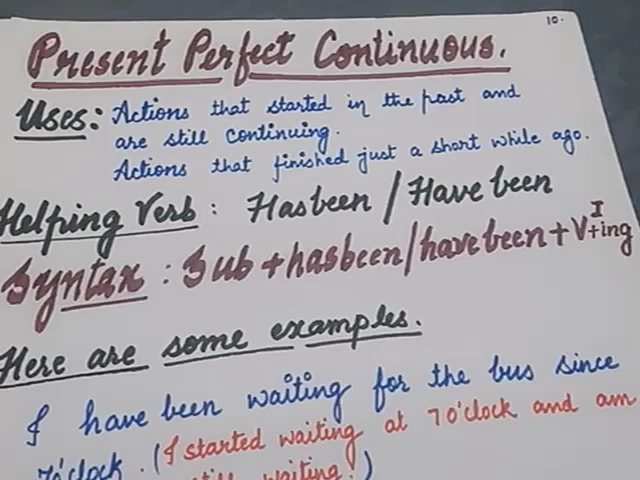 10.
Present Perfect Continuous.
Uses: Actions that started in the past and
are still continuing.
Actions that finished just a short while ago.
Helping Verb : Has been / Have been
Syntax : Sub + has been / have been + V I + ing
Here are some examples.
I have been waiting for the bus since
7 o'clock. (I started waiting at 7 o'clock and am
still waiting!)